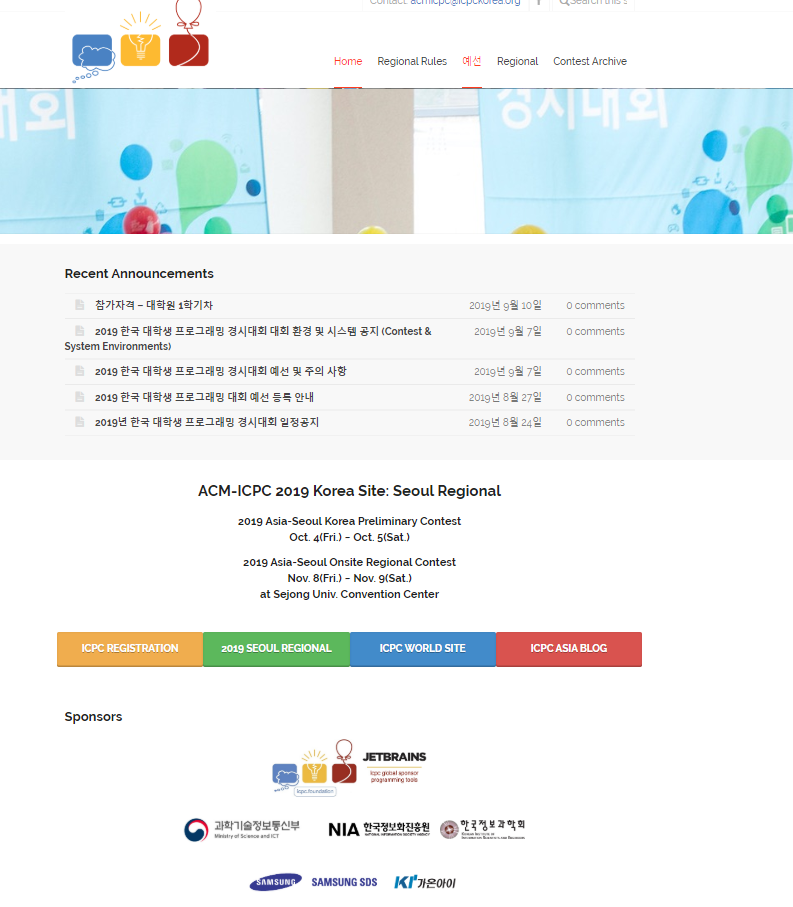 Contact: acmicpc@icpckorea.org
Search this s
Home Regional Rules 예선 Regional Contest Archive
대회 경시대회
Recent Announcements
참가자격 – 대학원 1학기차 2019년 9월 10일 0 comments
2019 한국 대학생 프로그래밍 경시대회 대회 환경 및 시스템 공지 (Contest & 2019년 9월 7일 0 comments
System Environments)
2019 한국 대학생 프로그래밍 경시대회 예선 및 주의 사항 2019년 9월 7일 0 comments
2019 한국 대학생 프로그래밍 대회 예선 등록 안내 2019년 8월 27일 0 comments
2019년 한국 대학생 프로그래밍 경시대회 일정공지 2019년 8월 24일 0 comments
ACM-ICPC 2019 Korea Site: Seoul Regional
2019 Asia-Seoul Korea Preliminary Contest
Oct. 4(Fri.) – Oct. 5(Sat.)
2019 Asia-Seoul Onsite Regional Contest
Nov. 8(Fri.) – Nov. 9(Sat.)
at Sejong Univ. Convention Center
ICPC REGISTRATION 2019 SEOUL REGIONAL ICPC WORLD SITE ICPC ASIA BLOG
Sponsors
JETBRAINS
icpc global sponsor
programming tools
icpc.foundation
과학기술정보통신부
Ministry of Science and ICT
NIA 한국정보화진흥원
NATIONAL INFORMATION SOCIETY AGENCY
한국정보과학회
KOREAN INSTITUTE OF
INFORMATION SCIENTISTS AND ENGINEERS
SAMSUNG SAMSUNG SDS
KI 가온아이